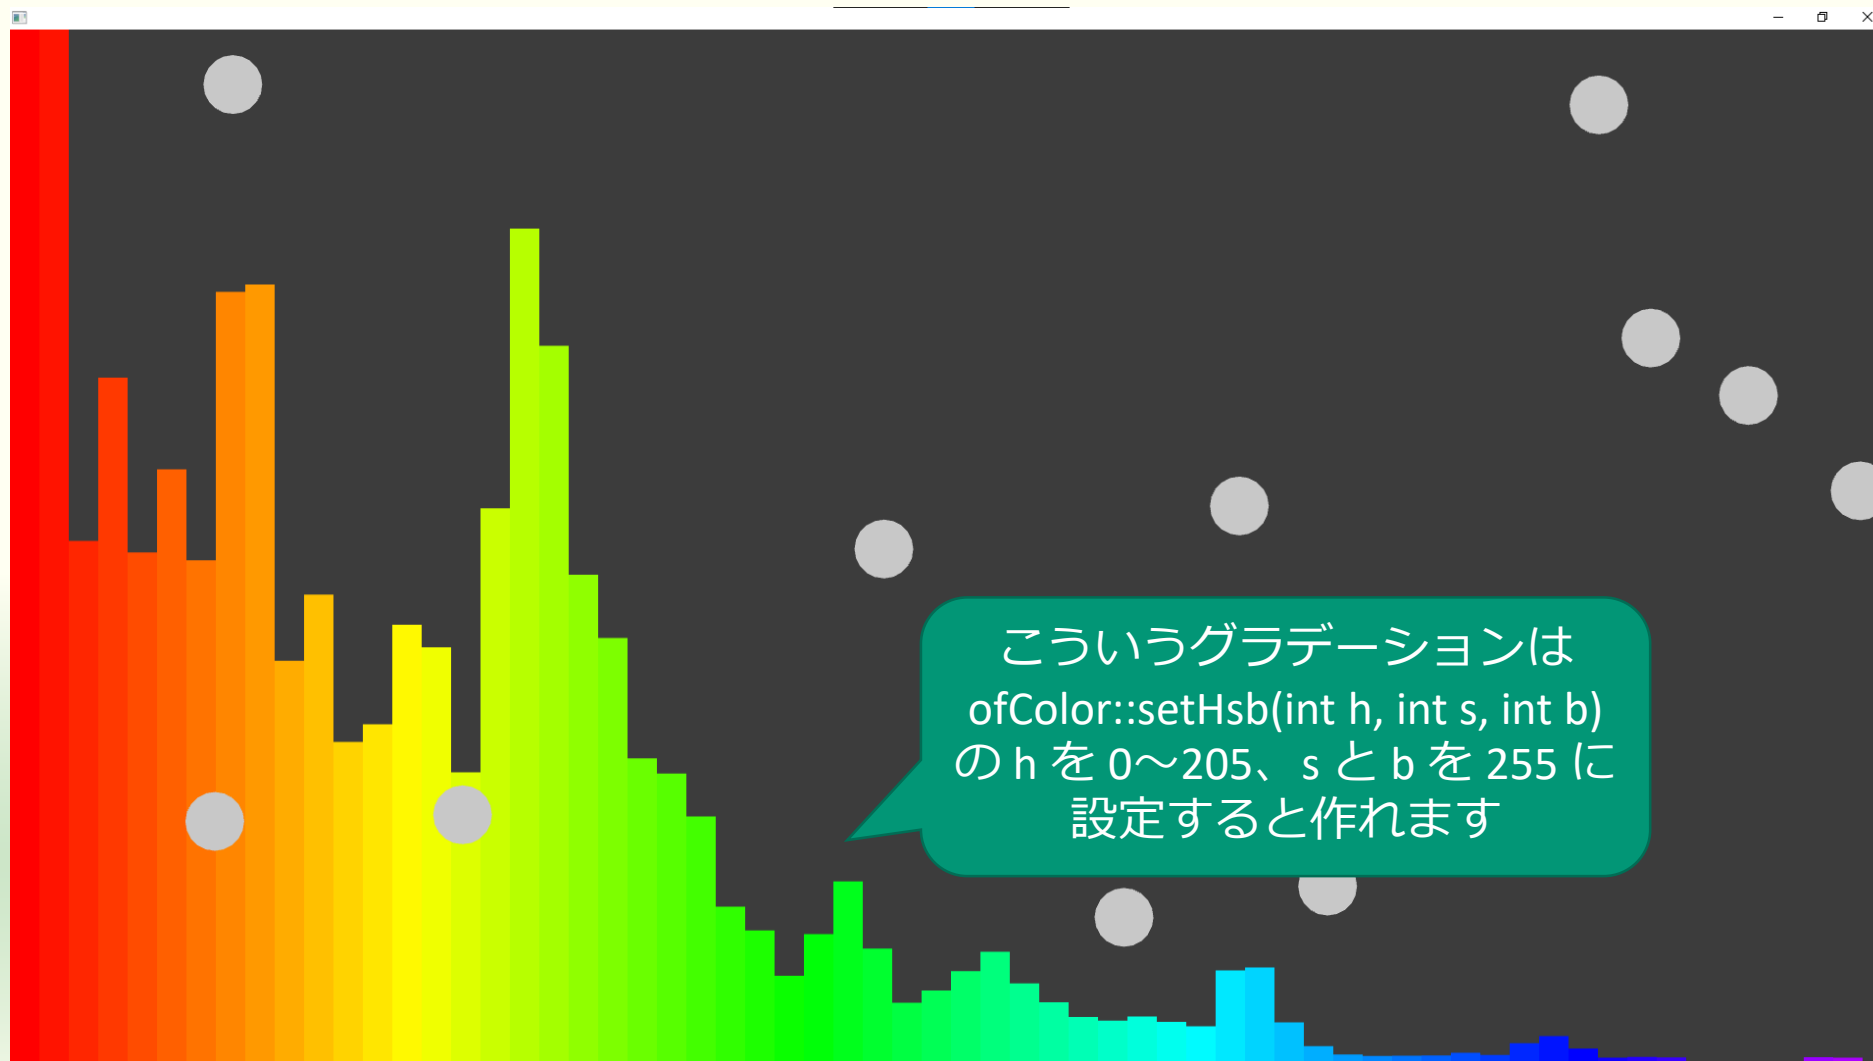 こういうグラデーションは
ofColor::setHsb(int h, int s, int b)
の h を 0～205、s と b を 255 に
設定すると作れます